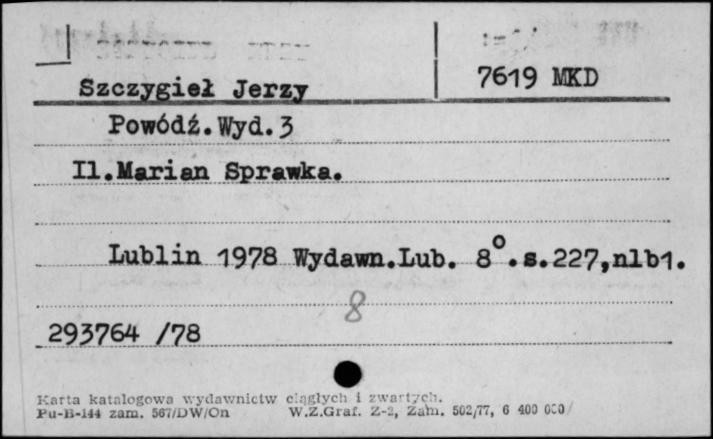 Szczygieł Jerzy 7619 MKD
Powódź.Wyd.3
Il.Marian Sprawka.
Lublin 1978 Wydawn.Lub. 8°.s.227,nlb1.
8
293764 /78
Karta katalogowa wydawnictw ciągłych i zwartych.
Pu-B-144 zam. 567/DW/On W.Z.Graf. Z-2, Zam. 502/77, 6 400 000